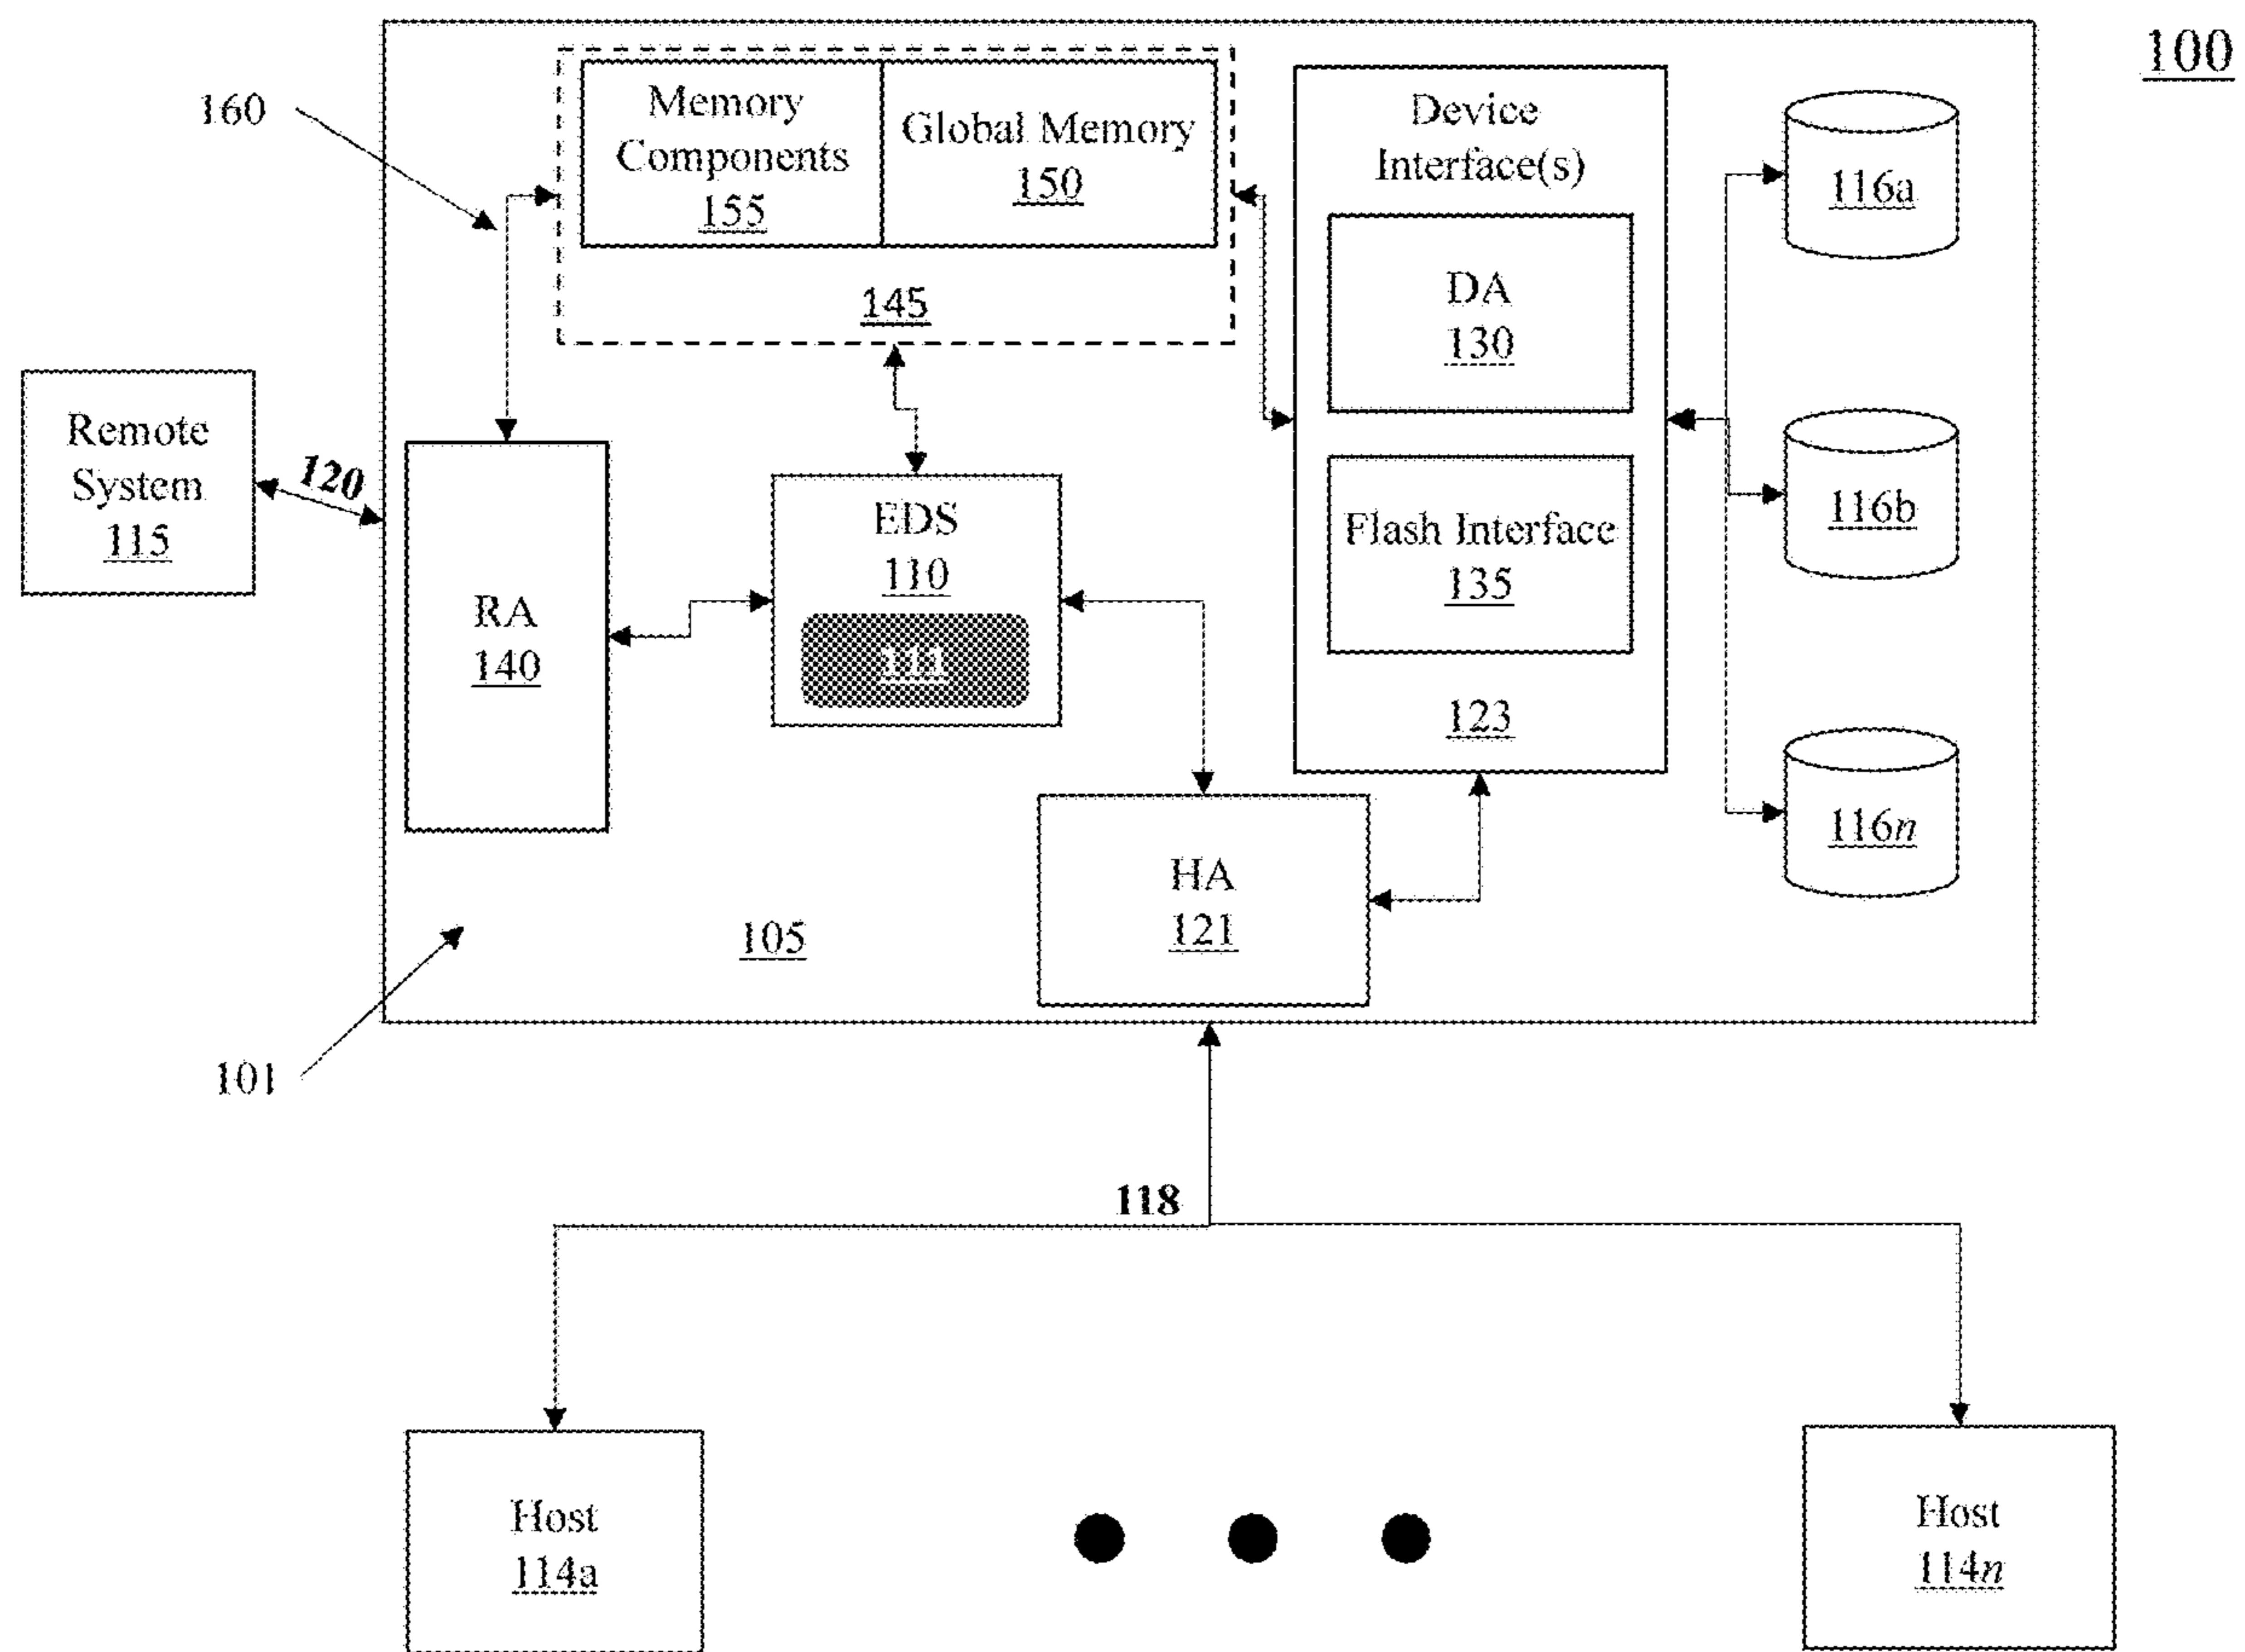 100
160
Memory
Components
155
Global Memory
150
145
Device
Interface(s)
DA
130
Flash Interface
135
123
116a
116b
116n
Remote
System
115
120
RA
140
EDS
110
111
HA
121
105
101
118
Host
114a
Host
114n